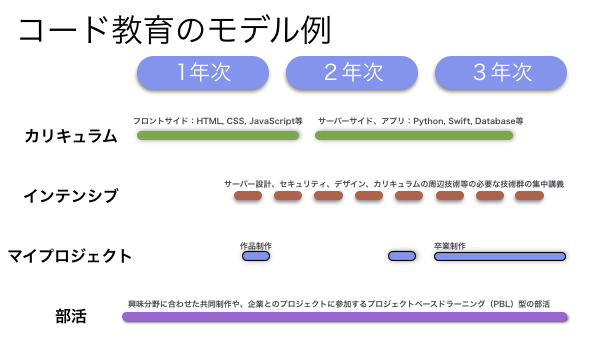 コード教育のモデル例
1年次 2年次 3年次
フロントサイド：HTML, CSS, JavaScript等 サーバーサイド、アプリ：Python, Swift, Database等
カリキュラム
サーバー設計、セキュリティ、デザイン、カリキュラムの周辺技術等の必要な技術群の集中講義
インテンシブ
作品制作 卒業制作
マイプロジェクト
興味分野に合わせた共同制作や、企業とのプロジェクトに参加するプロジェクトベースドラーニング（PBL）型の部活
部活